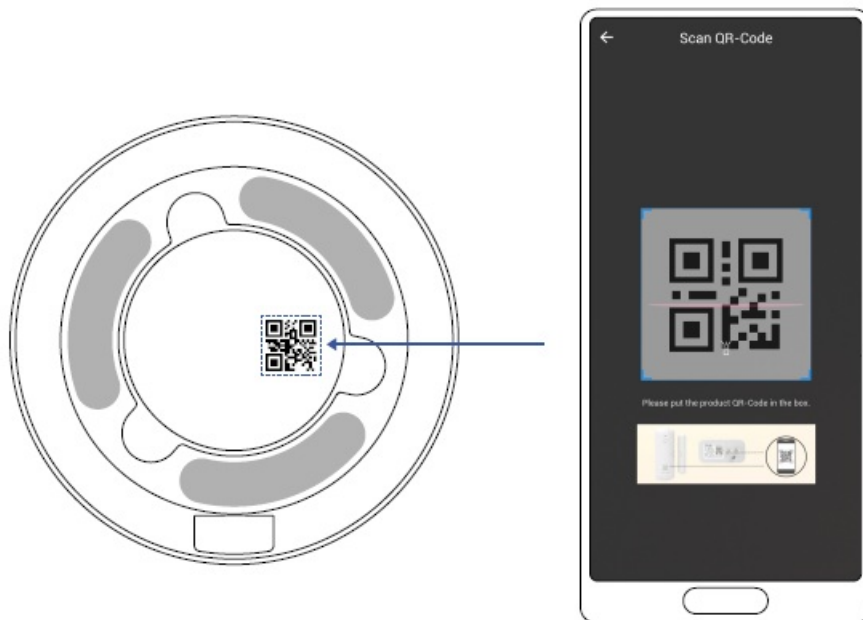 Scan QR-Code
Please put the product QR-Code in the box.